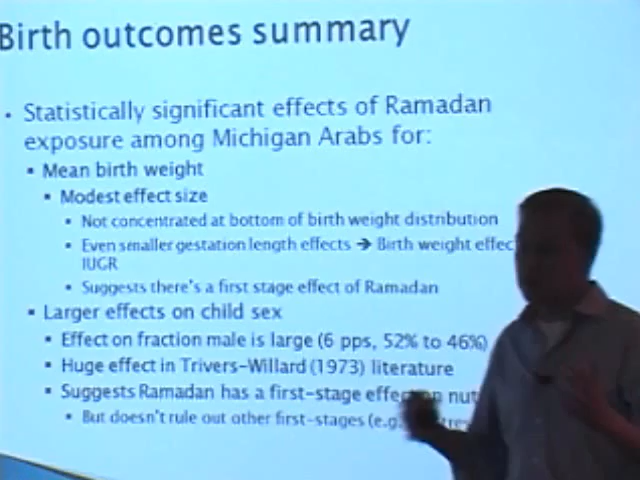 Birth outcomes summary
• Statistically significant effects of Ramadan
exposure among Michigan Arabs for:
▪ Mean birth weight
▪ Modest effect size
▪ Not concentrated at bottom of birth weight distribution
▪ Even smaller gestation length effects ➔ Birth weight effec
IUGR
▪ Suggests there's a first stage effect of Ramadan
▪ Larger effects on child sex
▪ Effect on fraction male is large (6 pps, 52% to 46%)
▪ Huge effect in Trivers-Willard (1973) literature
▪ Suggests Ramadan has a first-stage effect on nut
▪ But doesn't rule out other first-stages (e.g.